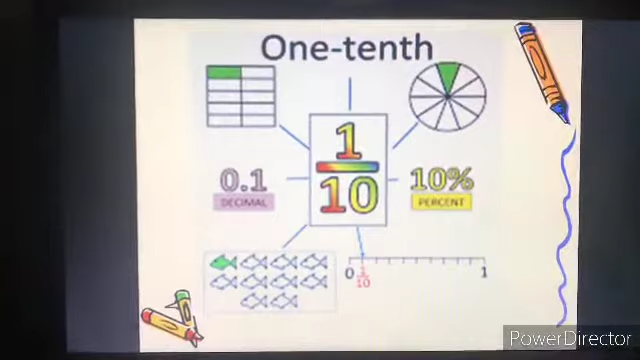 One-tenth
1
10
0.1
DECIMAL
10%
PERCENT
0
1
10
1
PowerDirector